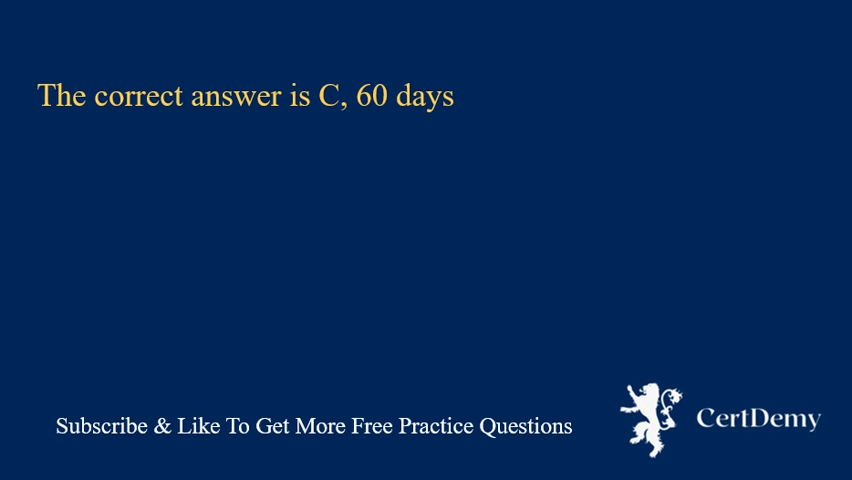 The correct answer is C, 60 days
Subscribe & Like To Get More Free Practice Questions
CertDemy